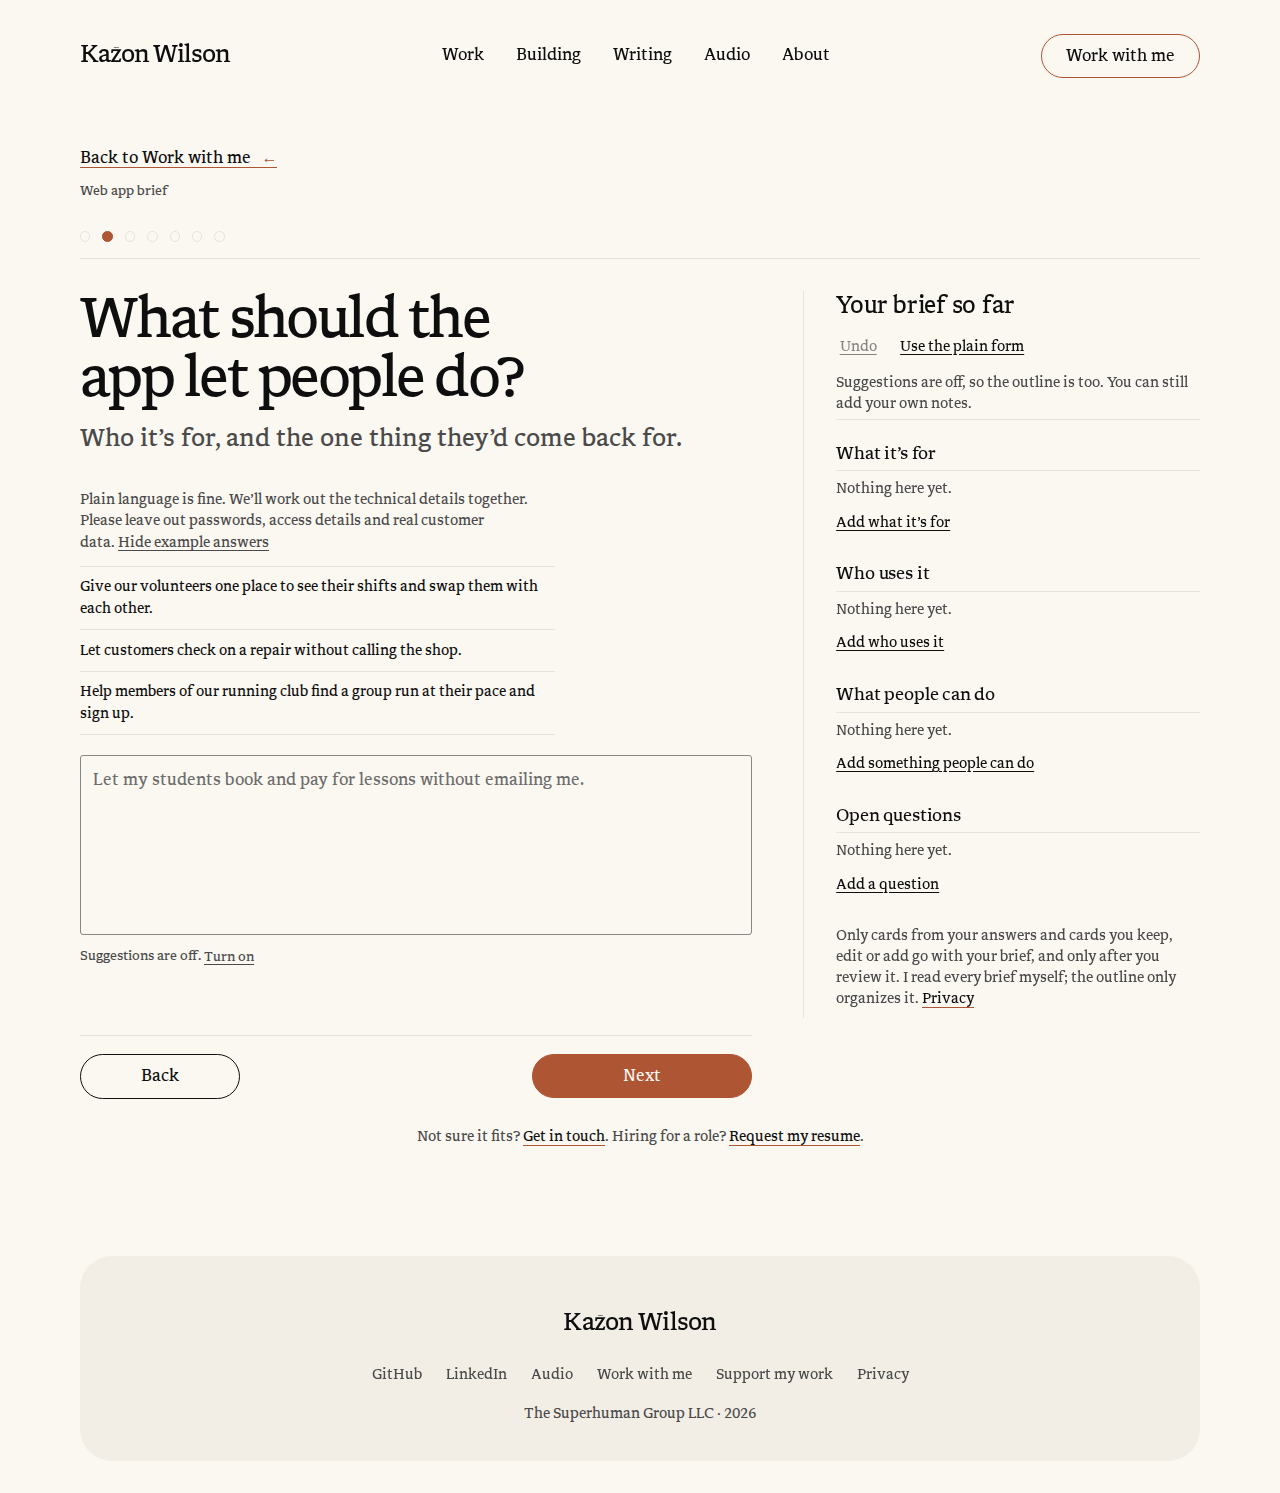 Kažon Wilson
Work Building Writing Audio About
Work with me
Back to Work with me ←
Web app brief
What should the
app let people do?
Who it’s for, and the one thing they’d come back for.
Plain language is fine. We’ll work out the technical details together.
Please leave out passwords, access details and real customer
data. Hide example answers
Give our volunteers one place to see their shifts and swap them with
each other.
Let customers check on a repair without calling the shop.
Help members of our running club find a group run at their pace and
sign up.
Let my students book and pay for lessons without emailing me.
Suggestions are off. Turn on
Back
Next
Your brief so far
Undo Use the plain form
Suggestions are off, so the outline is too. You can still
add your own notes.
What it’s for
Nothing here yet.
Add what it’s for
Who uses it
Nothing here yet.
Add who uses it
What people can do
Nothing here yet.
Add something people can do
Open questions
Nothing here yet.
Add a question
Only cards from your answers and cards you keep,
edit or add go with your brief, and only after you
review it. I read every brief myself; the outline only
organizes it. Privacy
Not sure it fits? Get in touch. Hiring for a role? Request my resume.
Kažon Wilson
GitHub LinkedIn Audio Work with me Support my work Privacy
The Superhuman Group LLC · 2026